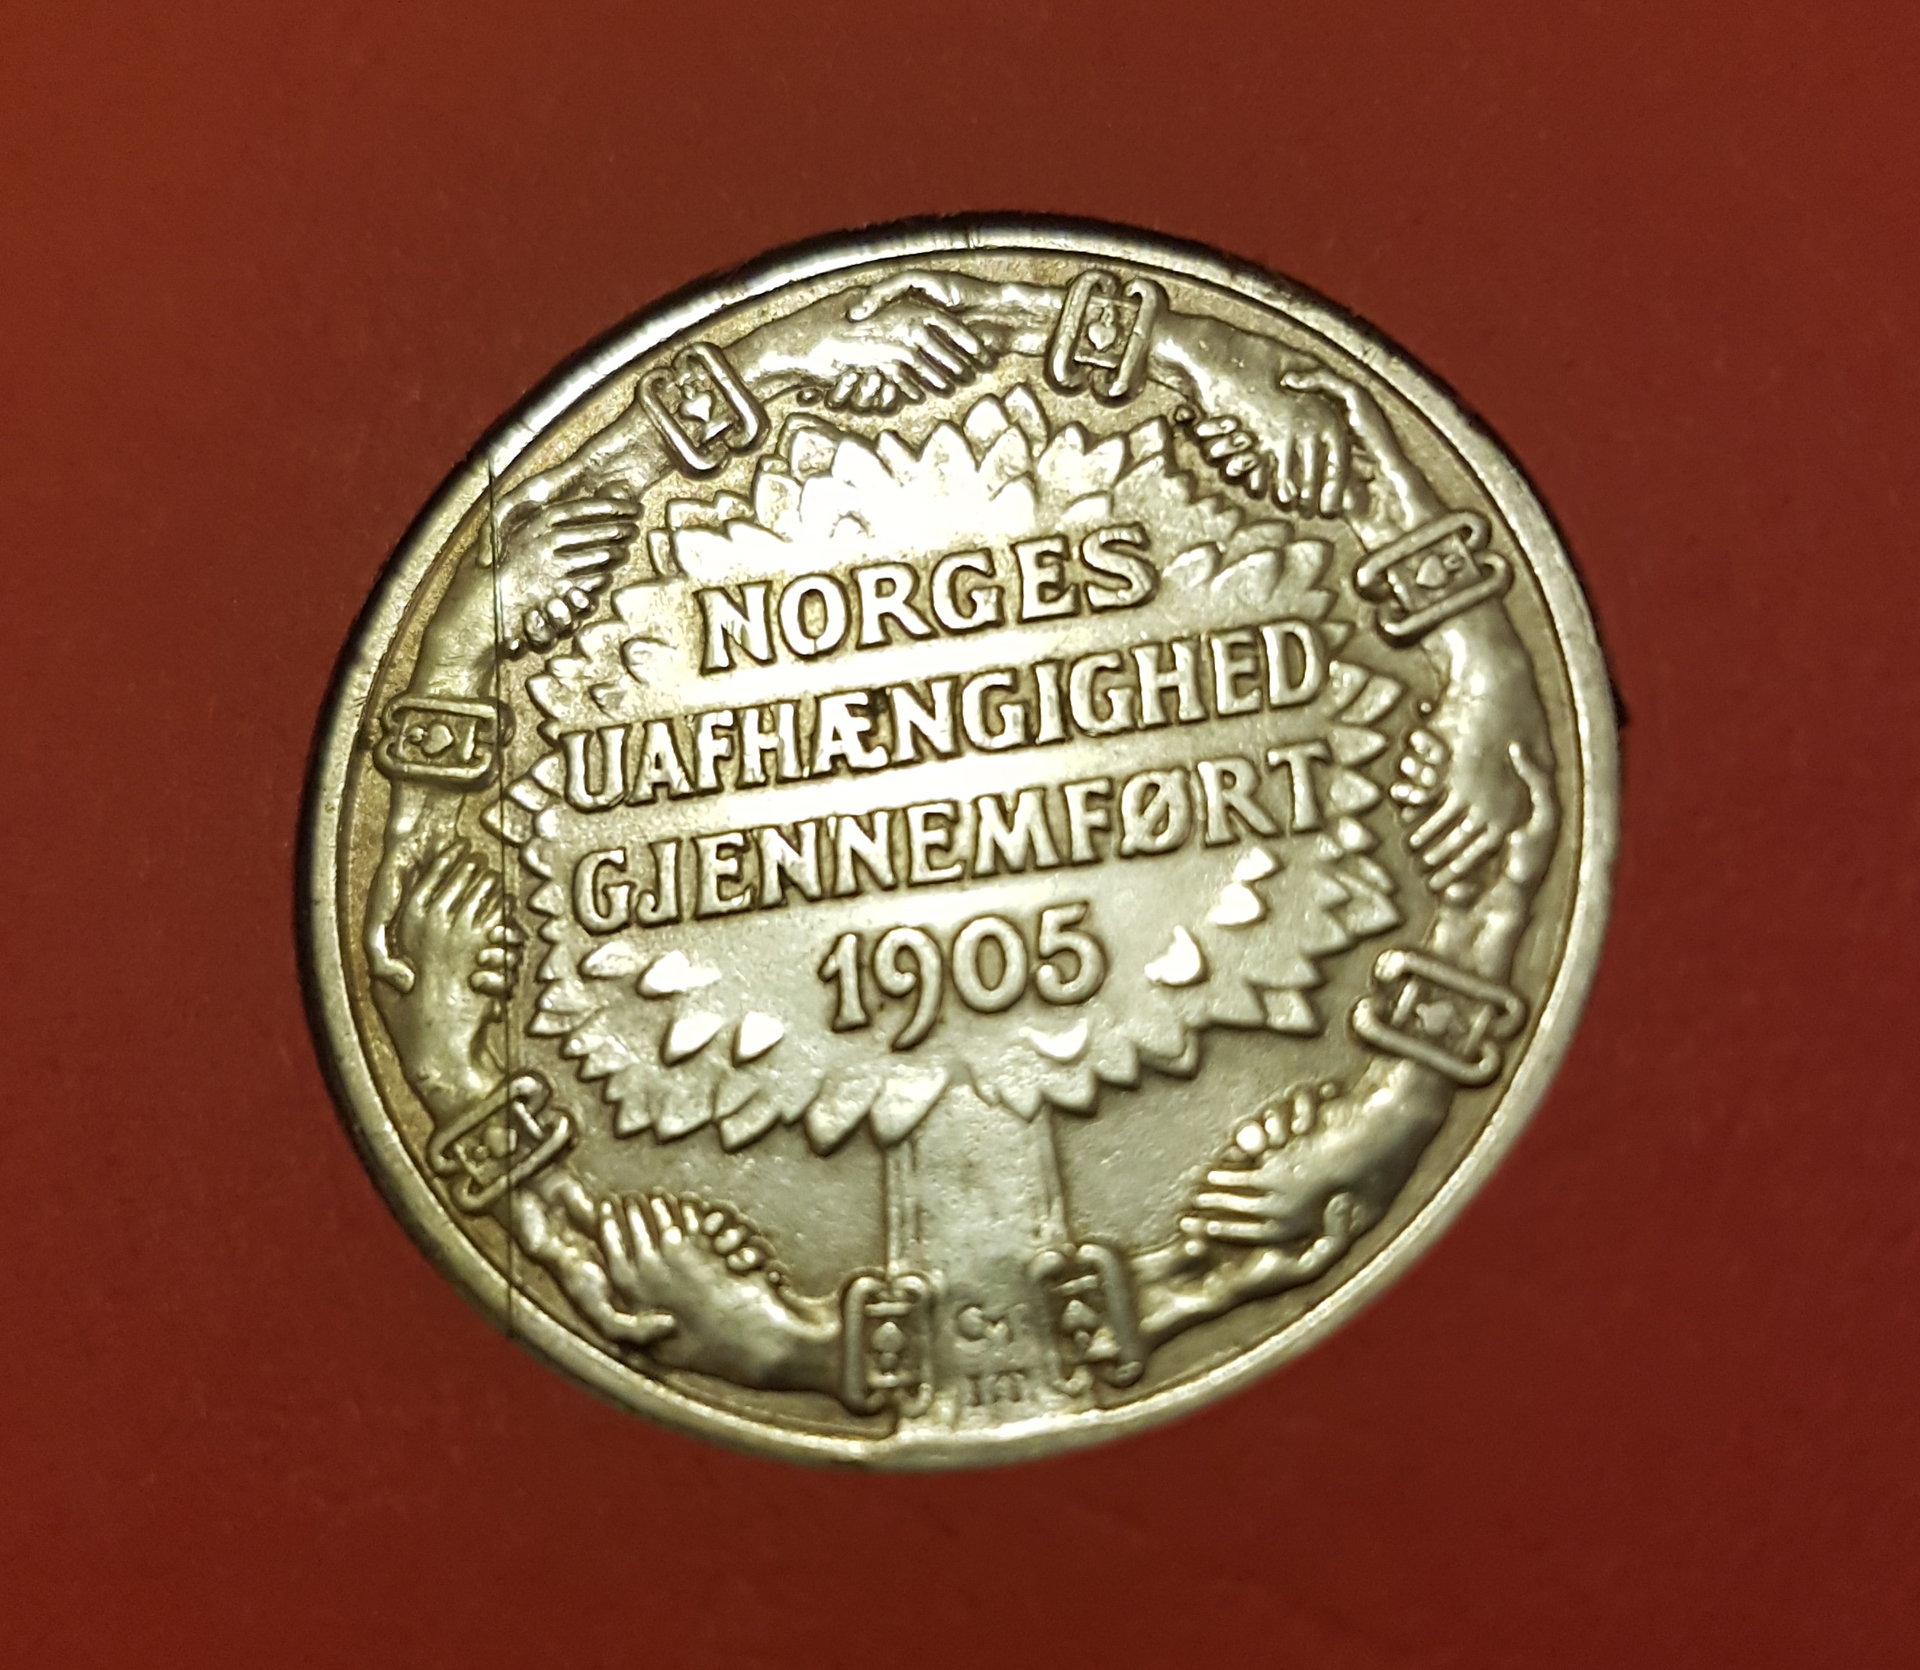 NORGES
UAFHÆNGIGHED
GJENNEMFØRT
1905